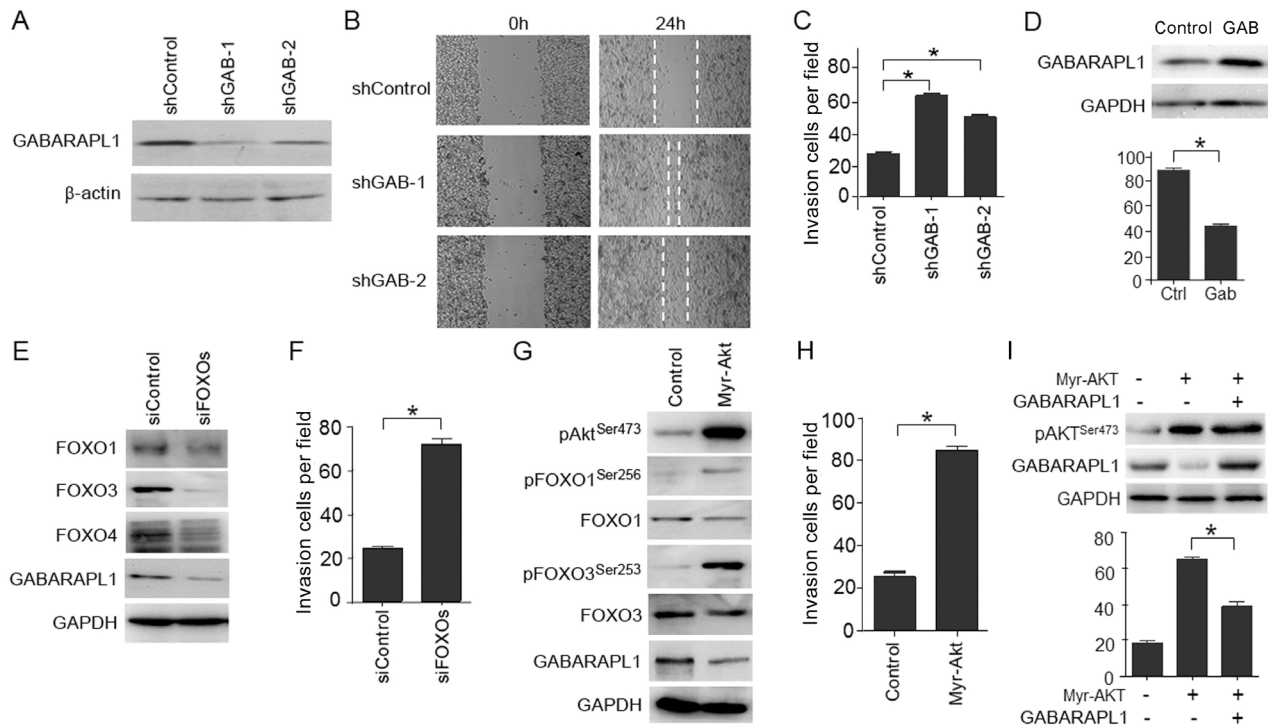 A
shControl
shGAB-1
shGAB-2
GABARAPL1
β-actin
B
0h
24h
shControl
shGAB-1
shGAB-2
C
Invasion cells per field
80
60
40
20
0
*
*
shControl
shGAB-1
shGAB-2
D
Control GAB
GABARAPL1
GAPDH
100
80
60
40
20
0
*
Ctrl Gab
E
siControl
siFOXOs
FOXO1
FOXO3
FOXO4
GABARAPL1
GAPDH
F
Invasion cells per field
80
60
40
20
0
*
siControl
siFOXOs
G
Control
Myr-Akt
pAkt^Ser473
pFOXO1^Ser256
FOXO1
pFOXO3^Ser253
FOXO3
GABARAPL1
GAPDH
H
Invasion cells per field
100
80
60
40
20
0
*
Control
Myr-Akt
I
Myr-AKT - + +
GABARAPL1 - - +
pAKT^Ser473
GABARAPL1
GAPDH
80
60
40
20
0
*
Myr-AKT - + +
GABARAPL1 - - +